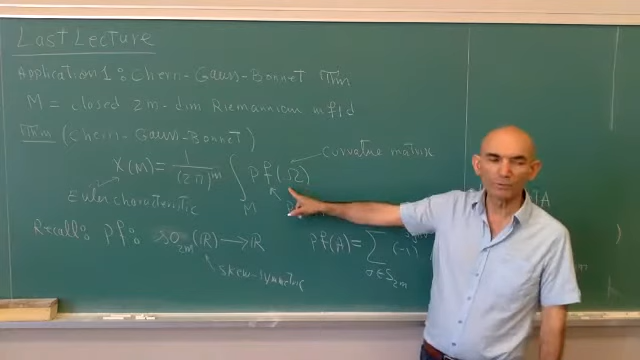 Last Lecture
Application 1: Chern-Gauss-Bonnet Thm
M = closed 2m-dim Riemannian mfld
Thm (Chern-Gauss-Bonnet)
χ(M) = 1/(2π)^m ∫_M Pf(Ω) Curvature matrix
Euler characteristic
Recall: Pf: so_2m(ℝ) → ℝ Pf(A) = Σ_{σ∈S_2m} (-1)
skew-symmetric